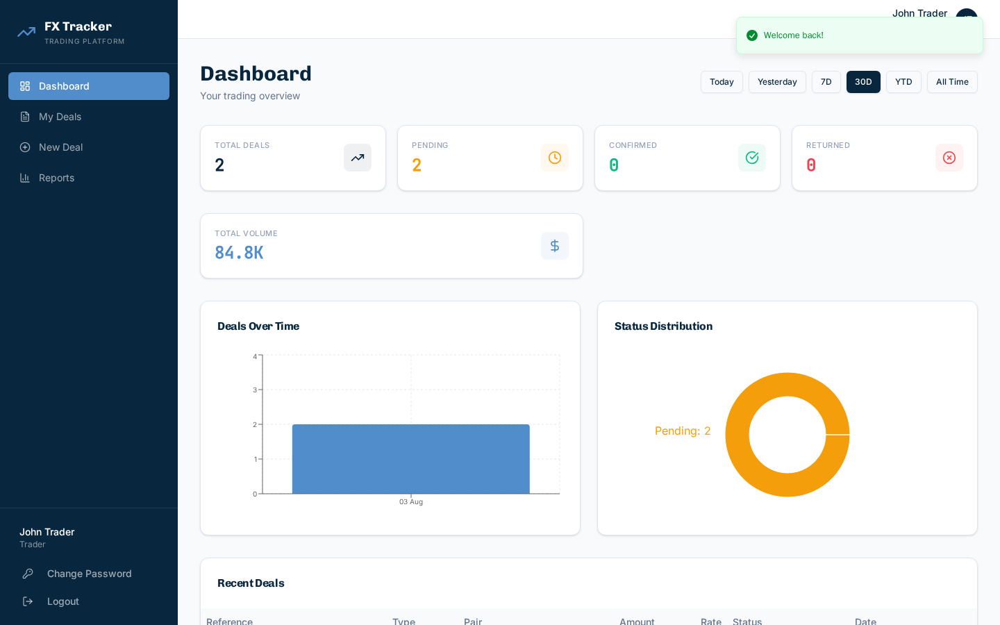 FX Tracker
TRADING PLATFORM
Dashboard
My Deals
New Deal
Reports
John Trader
Trader
Change Password
Logout
John Trader
Welcome back!
Dashboard
Your trading overview
Today Yesterday 7D 30D YTD All Time
TOTAL DEALS
2
PENDING
2
CONFIRMED
0
RETURNED
0
TOTAL VOLUME
84.8K
Deals Over Time
4
3
2
1
0
03 Aug
Status Distribution
Pending: 2
Recent Deals
Reference Type Pair Amount Rate Status Date